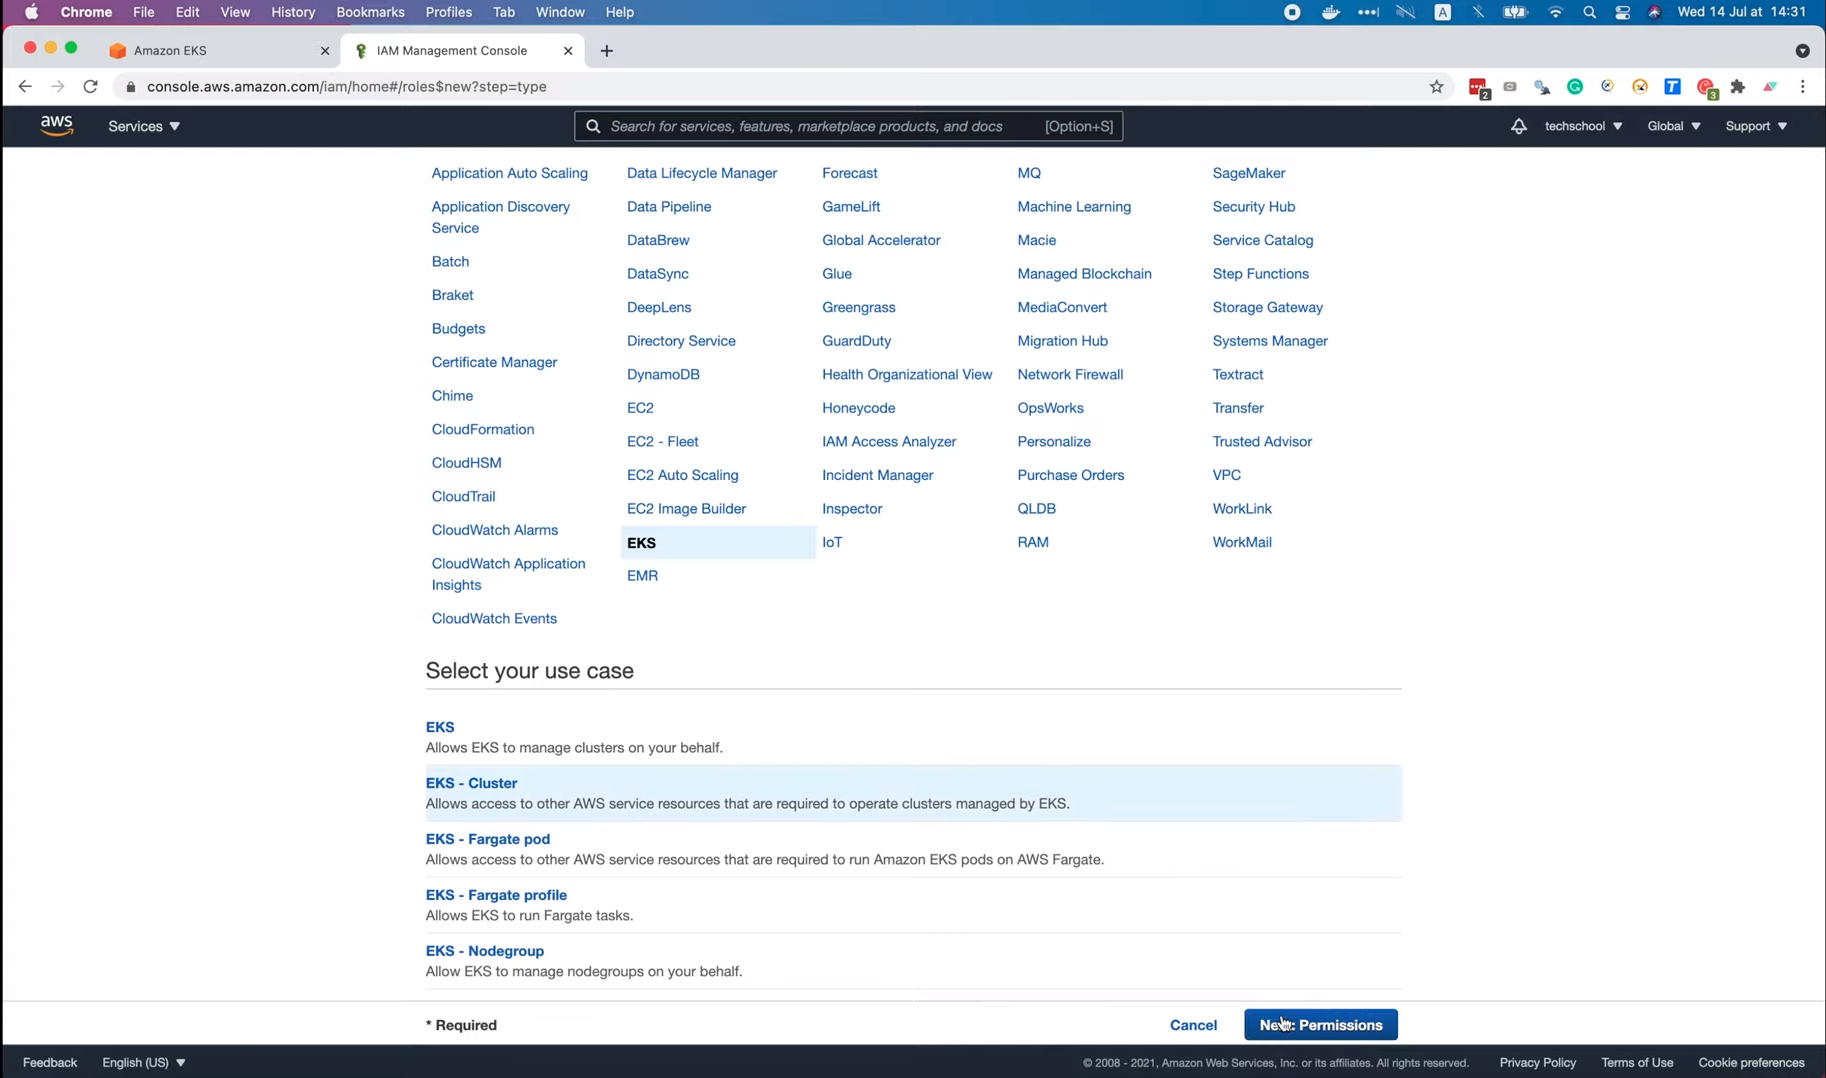 Chrome File Edit View History Bookmarks Profiles Tab Window Help A Wed 14 Jul at 14:31
Amazon EKS IAM Management Console
console.aws.amazon.com/iam/home#/roles$new?step=type 2 T 3
aws Services Search for services, features, marketplace products, and docs [Option+S] techschool Global Support
Application Auto Scaling Data Lifecycle Manager Forecast MQ SageMaker
Application Discovery Data Pipeline GameLift Machine Learning Security Hub
Service
DataBrew Global Accelerator Macie Service Catalog
Batch DataSync Glue Managed Blockchain Step Functions
Braket DeepLens Greengrass MediaConvert Storage Gateway
Budgets Directory Service GuardDuty Migration Hub Systems Manager
Certificate Manager DynamoDB Health Organizational View Network Firewall Textract
Chime EC2 Honeycode OpsWorks Transfer
CloudFormation EC2 - Fleet IAM Access Analyzer Personalize Trusted Advisor
CloudHSM EC2 Auto Scaling Incident Manager Purchase Orders VPC
CloudTrail EC2 Image Builder Inspector QLDB WorkLink
CloudWatch Alarms EKS IoT RAM WorkMail
CloudWatch Application EMR
Insights
CloudWatch Events
Select your use case
EKS
Allows EKS to manage clusters on your behalf.
EKS - Cluster
Allows access to other AWS service resources that are required to operate clusters managed by EKS.
EKS - Fargate pod
Allows access to other AWS service resources that are required to run Amazon EKS pods on AWS Fargate.
EKS - Fargate profile
Allows EKS to run Fargate tasks.
EKS - Nodegroup
Allow EKS to manage nodegroups on your behalf.
* Required Cancel Next: Permissions
Feedback English (US) © 2008 - 2021, Amazon Web Services, Inc. or its affiliates. All rights reserved. Privacy Policy Terms of Use Cookie preferences